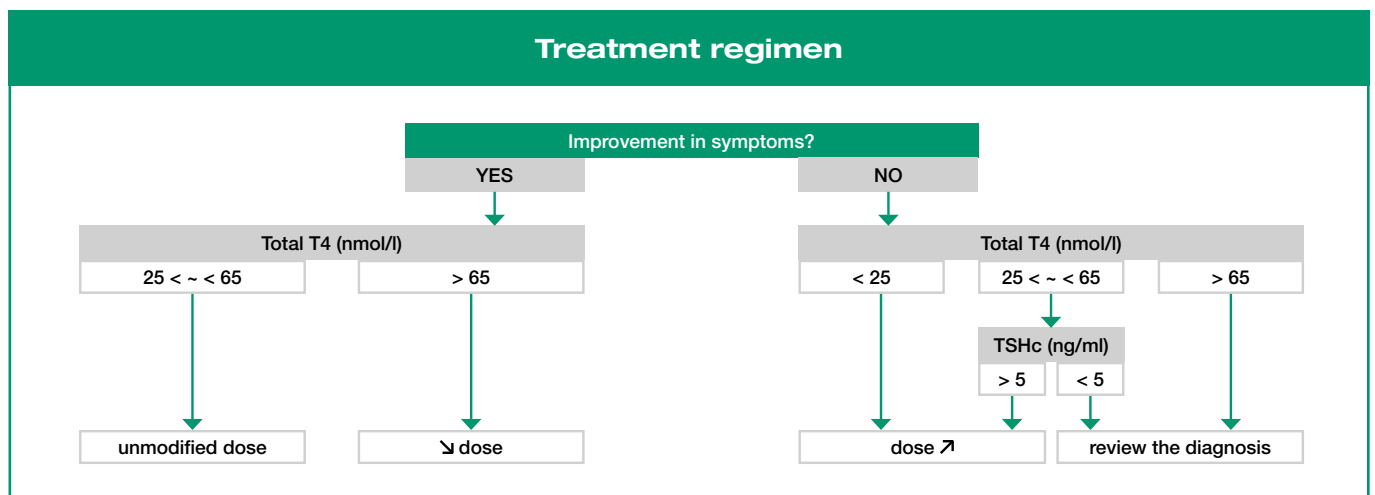 Treatment regimen
Improvement in symptoms?
YES
NO
Total T4 (nmol/l)
Total T4 (nmol/l)
25 < ~ < 65
> 65
< 25
25 < ~ < 65
> 65
TSHc (ng/ml)
> 5
< 5
unmodified dose
↘ dose
dose ↗
review the diagnosis